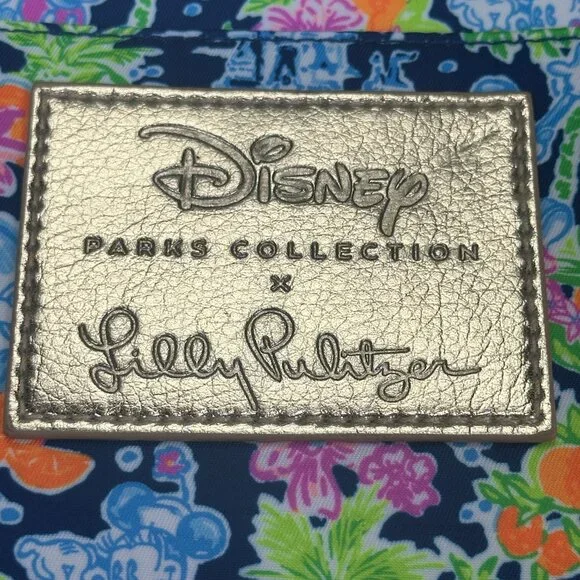 Disney
PARKS COLLECTION
x
Lilly Pulitzer